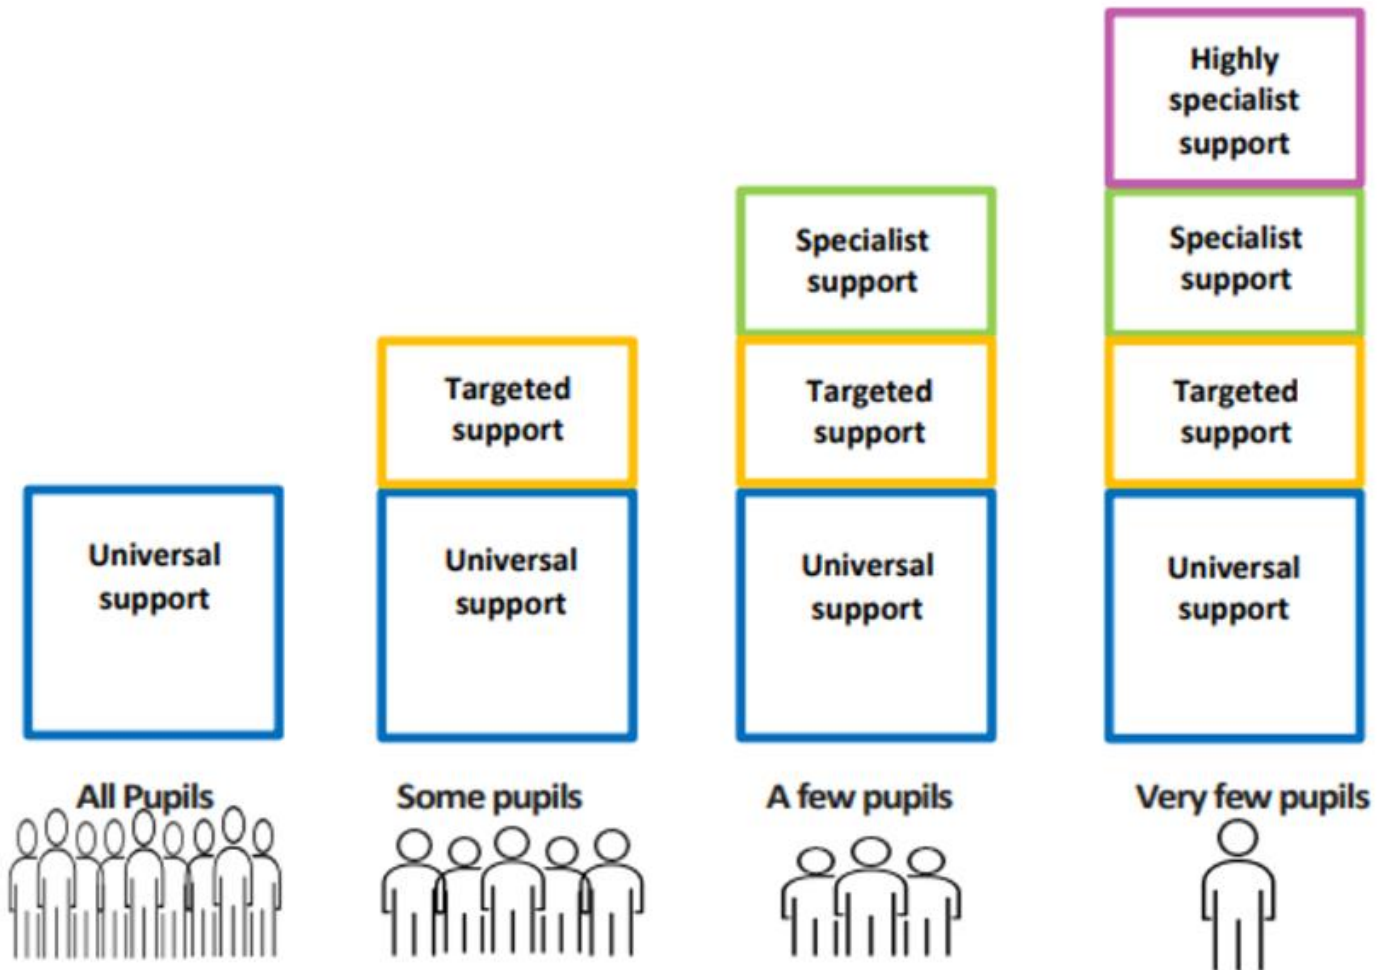 Highly
specialist
support
Specialist
support
Specialist
support
Targeted
support
Targeted
support
Targeted
support
Universal
support
Universal
support
Universal
support
Universal
support
All Pupils
Some pupils
A few pupils
Very few pupils